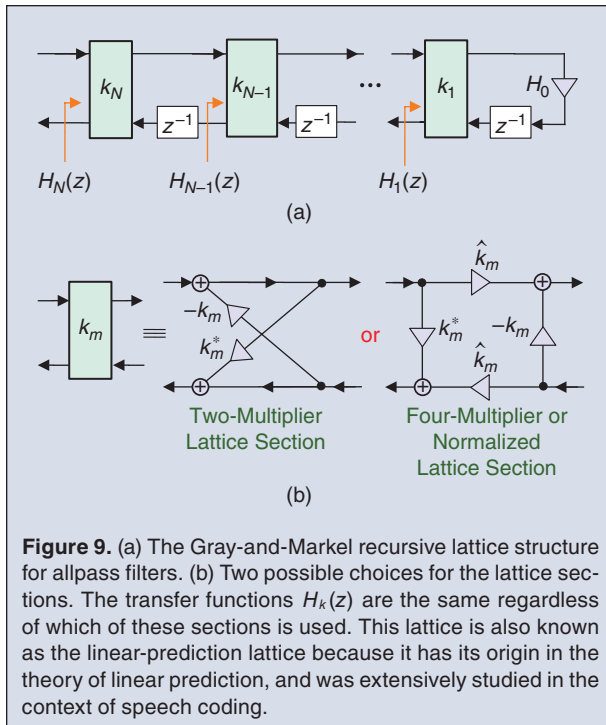 k_N
k_{N–1}
...
k_1
H_0
z^{–1}
z^{–1}
z^{–1}
H_N(z)
H_{N–1}(z)
H_1(z)
(a)
k_m
≡
–k_m
k_m^*
or
k̂_m
k_m^*
–k_m
k̂_m
Two-Multiplier
Lattice Section
Four-Multiplier or
Normalized
Lattice Section
(b)
Figure 9. (a) The Gray-and-Markel recursive lattice structure
for allpass filters. (b) Two possible choices for the lattice sec-
tions. The transfer functions H_k(z) are the same regardless
of which of these sections is used. This lattice is also known
as the linear-prediction lattice because it has its origin in the
theory of linear prediction, and was extensively studied in the
context of speech coding.